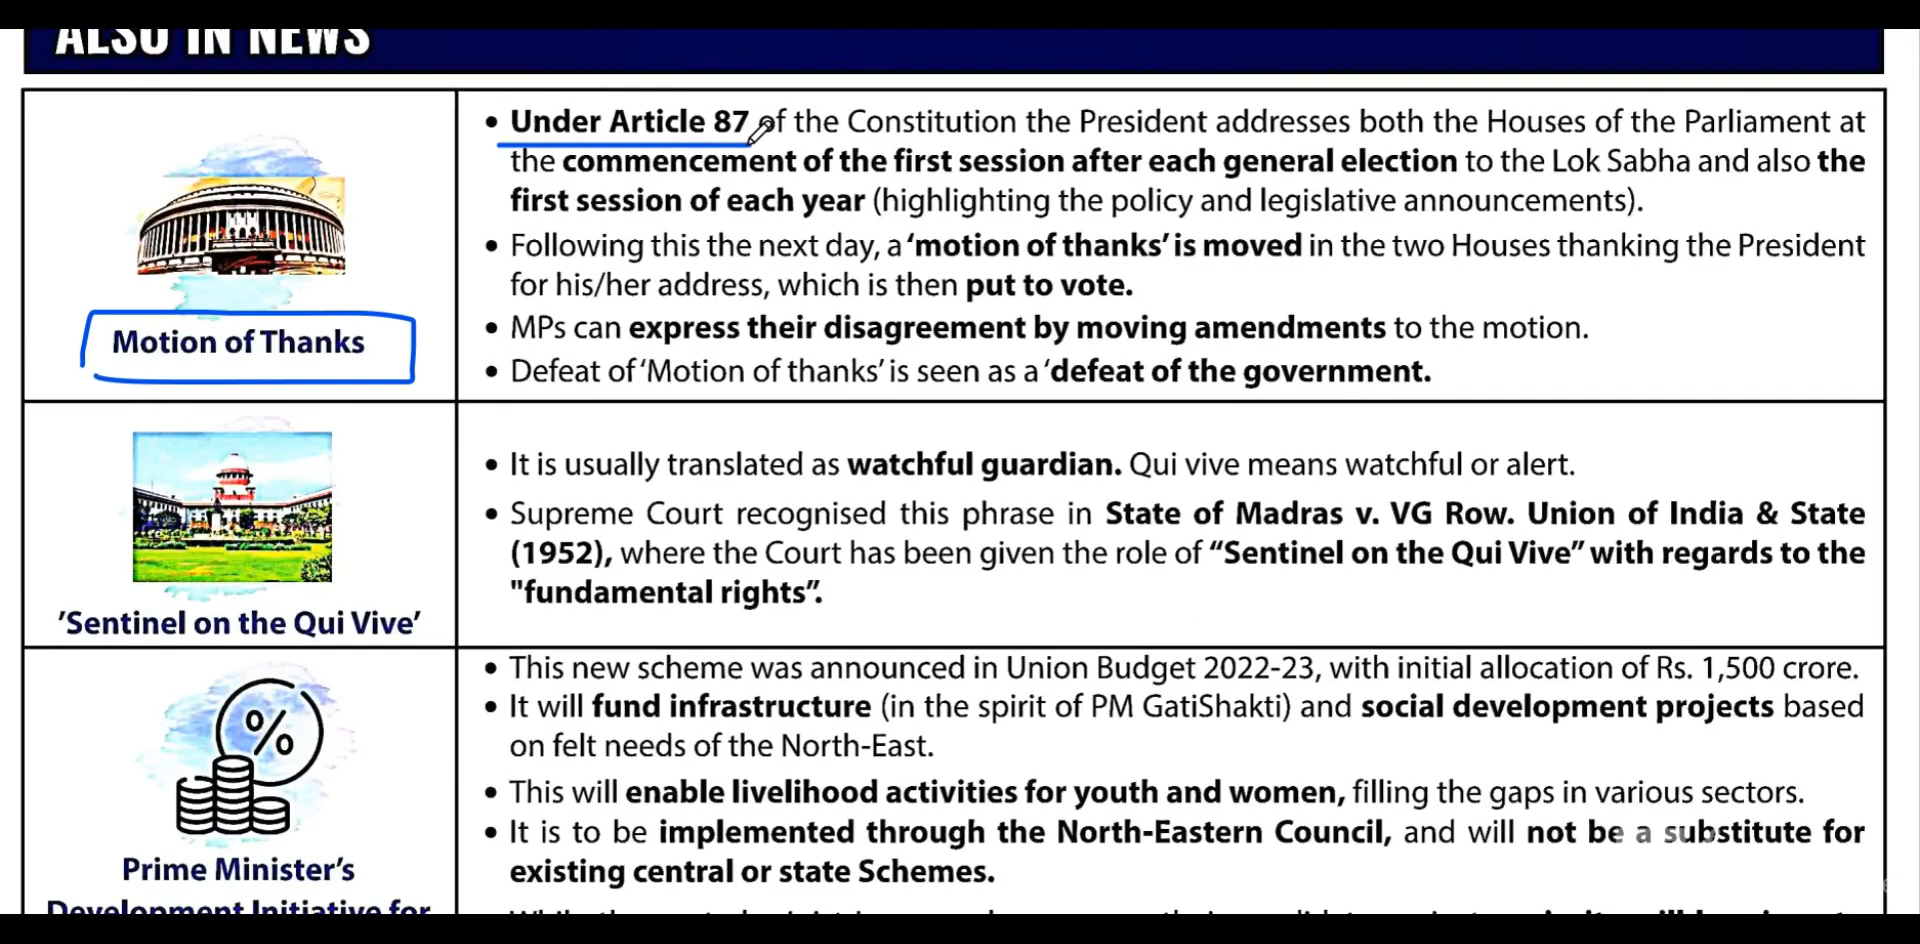 ALSO IN NEWS
Motion of Thanks
• Under Article 87 of the Constitution the President addresses both the Houses of the Parliament at
the commencement of the first session after each general election to the Lok Sabha and also the
first session of each year (highlighting the policy and legislative announcements).
• Following this the next day, a ‘motion of thanks’ is moved in the two Houses thanking the President
for his/her address, which is then put to vote.
• MPs can express their disagreement by moving amendments to the motion.
• Defeat of ‘Motion of thanks’ is seen as a ‘defeat of the government.
’Sentinel on the Qui Vive’
• It is usually translated as watchful guardian. Qui vive means watchful or alert.
• Supreme Court recognised this phrase in State of Madras v. VG Row. Union of India & State
(1952), where the Court has been given the role of “Sentinel on the Qui Vive” with regards to the
"fundamental rights”.
%
Prime Minister’s
Development Initiative for
• This new scheme was announced in Union Budget 2022-23, with initial allocation of Rs. 1,500 crore.
• It will fund infrastructure (in the spirit of PM GatiShakti) and social development projects based
on felt needs of the North-East.
• This will enable livelihood activities for youth and women, filling the gaps in various sectors.
• It is to be implemented through the North-Eastern Council, and will not be a substitute for
existing central or state Schemes.